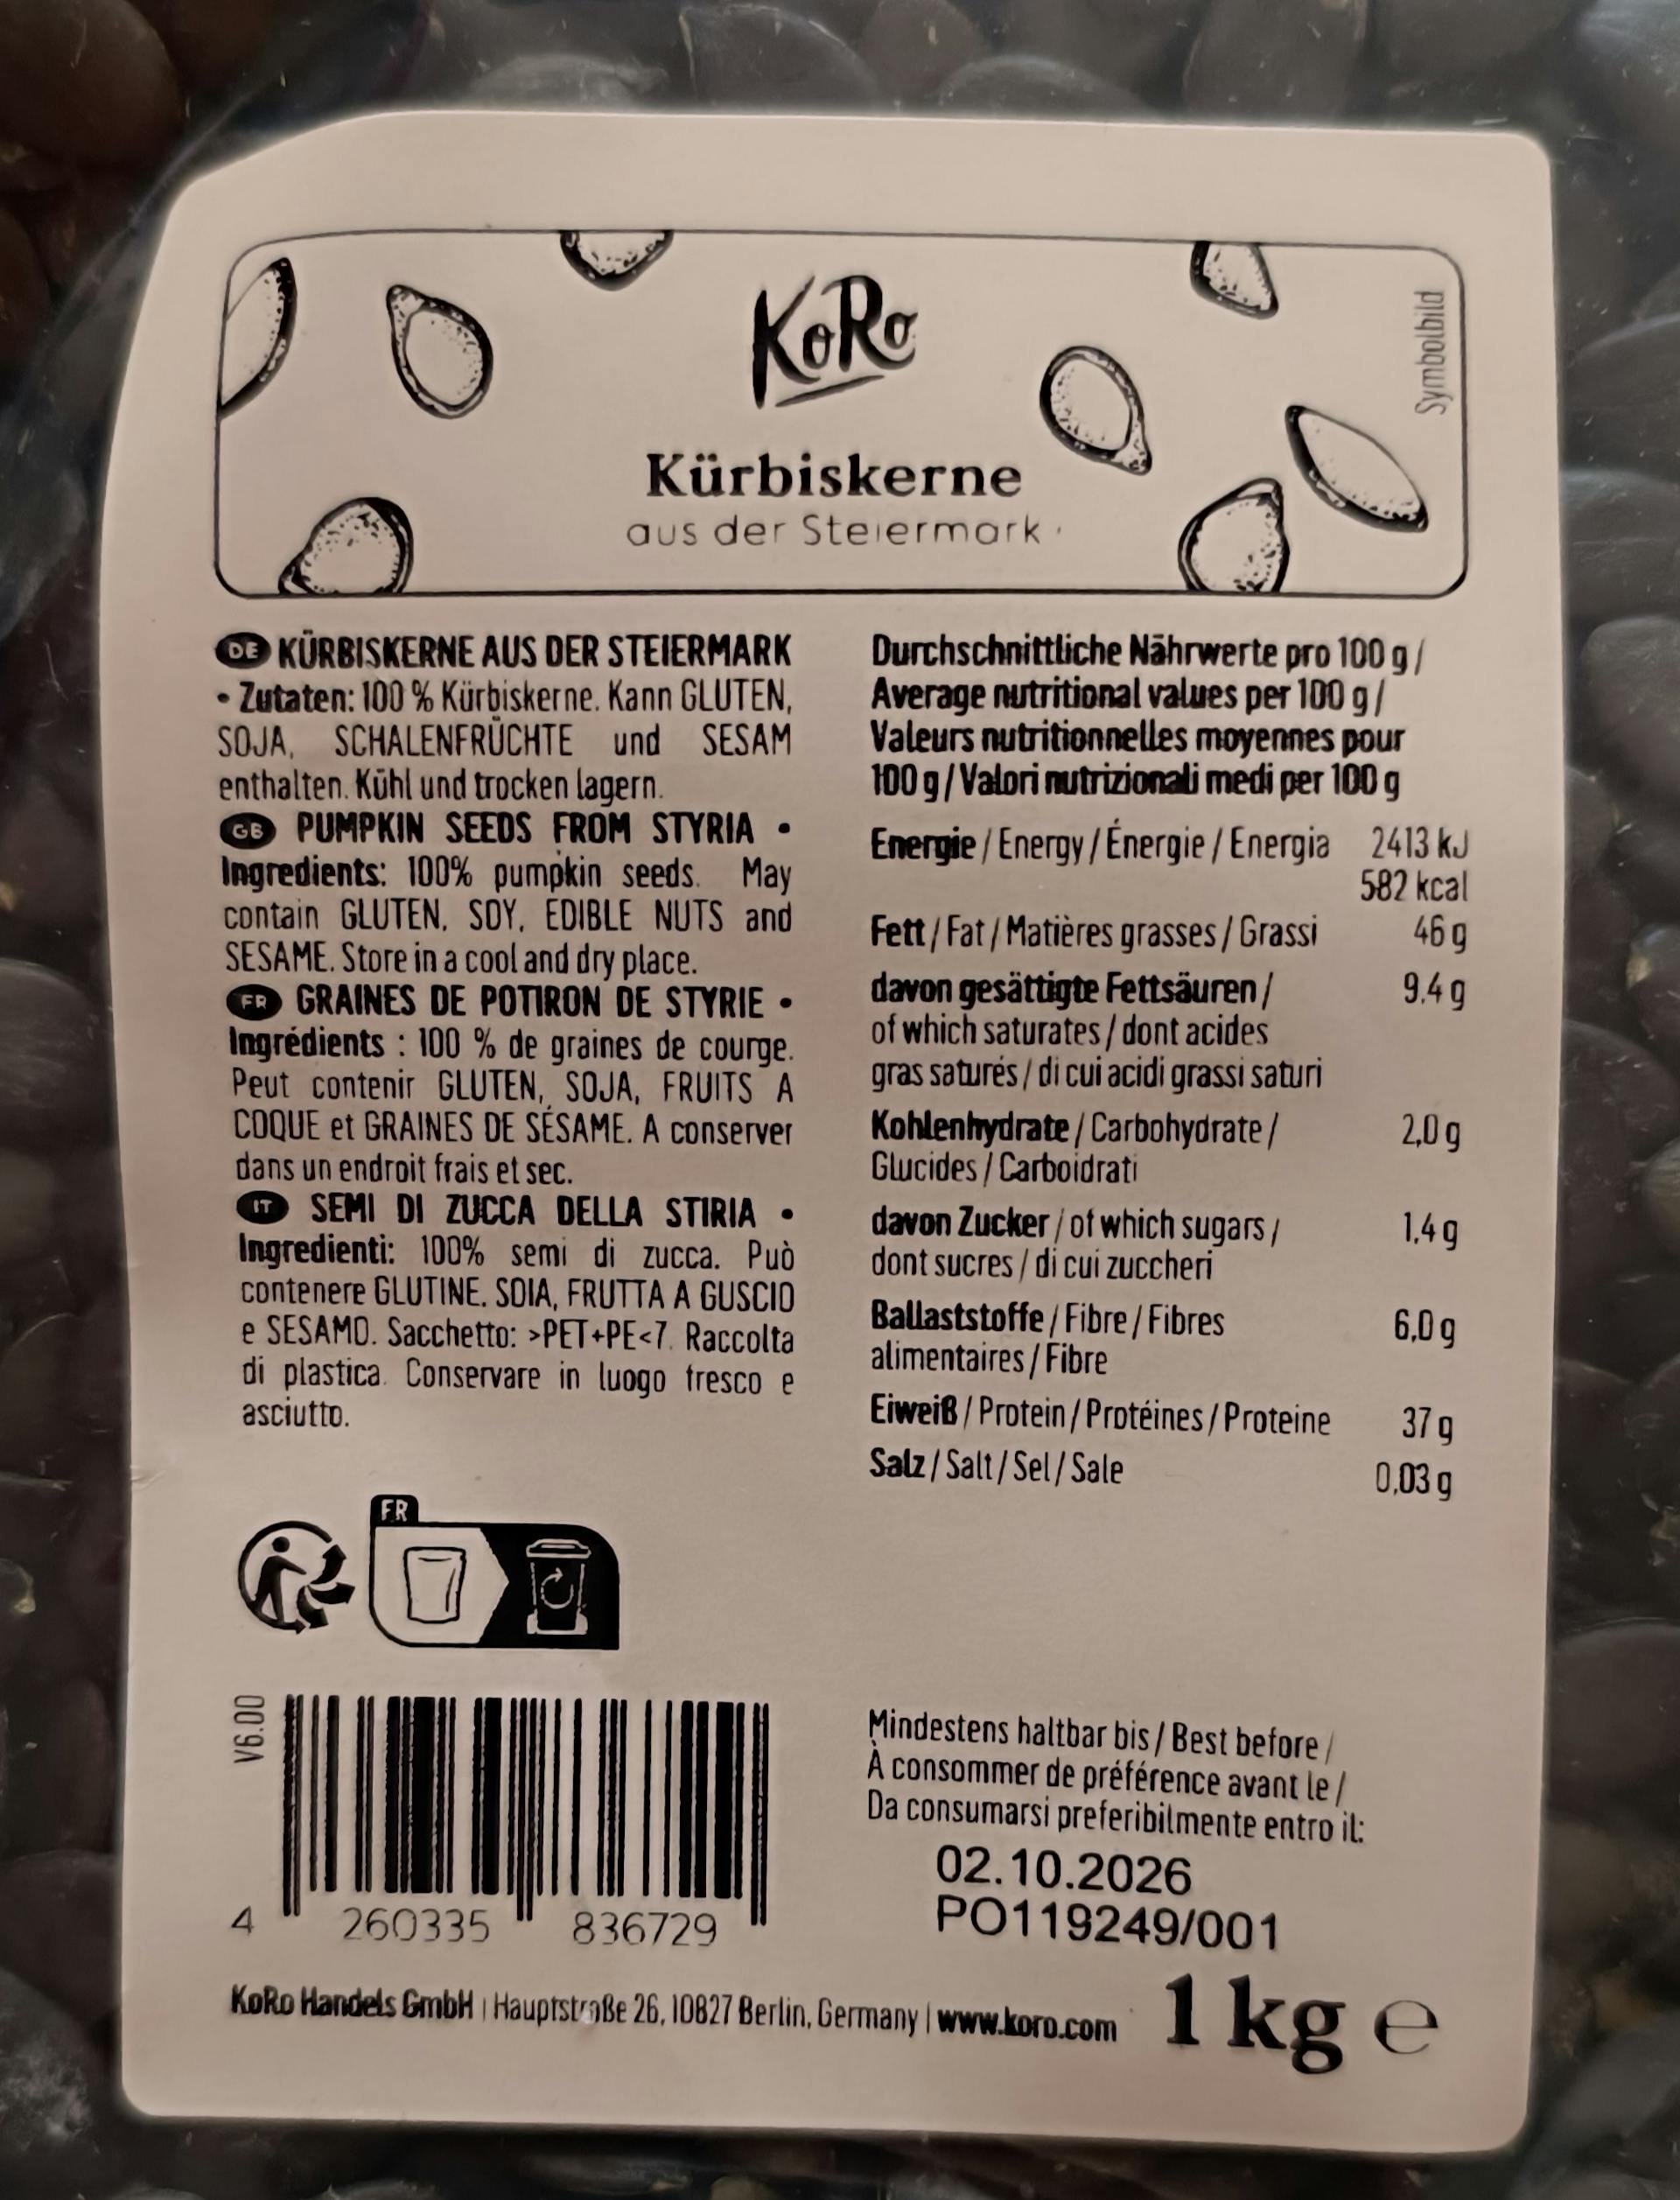 KoRo
Symbolbild
Kürbiskerne
aus der Steiermark
DE KÜRBISKERNE AUS DER STEIERMARK
• Zutaten: 100 % Kürbiskerne. Kann GLUTEN,
SOJA, SCHALENFRÜCHTE und SESAM
enthalten. Kühl und trocken lagern.
GB PUMPKIN SEEDS FROM STYRIA •
Ingredients: 100% pumpkin seeds. May
contain GLUTEN, SOY, EDIBLE NUTS and
SESAME. Store in a cool and dry place.
FR GRAINES DE POTIRON DE STYRIE •
Ingrédients : 100 % de graines de courge.
Peut contenir GLUTEN, SOJA, FRUITS A
COQUE et GRAINES DE SÉSAME. A conserver
dans un endroit frais et sec.
IT SEMI DI ZUCCA DELLA STIRIA •
Ingredienti: 100% semi di zucca. Può
contenere GLUTINE, SOIA, FRUTTA A GUSCIO
e SESAMO. Sacchetto: >PET+PE<7. Raccolta
di plastica. Conservare in luogo fresco e
asciutto.
Durchschnittliche Nährwerte pro 100 g /
Average nutritional values per 100 g /
Valeurs nutritionnelles moyennes pour
100 g / Valori nutrizionali medi per 100 g
Energie / Energy / Énergie / Energia 2413 kJ
582 kcal
Fett / Fat / Matières grasses / Grassi 46 g
davon gesättigte Fettsäuren / 9.4 g
of which saturates / dont acides
gras saturés / di cui acidi grassi saturi
Kohlenhydrate / Carbohydrate / 2,0 g
Glucides / Carboidrati
davon Zucker / of which sugars / 1,4 g
dont sucres / di cui zuccheri
Ballaststoffe / Fibre / Fibres 6,0 g
alimentaires / Fibre
Eiweiß / Protein / Protéines / Proteine 37 g
Salz / Salt / Sel / Sale 0,03 g
FR
V6.00
4 260335 836729
Mindestens haltbar bis / Best before /
À consommer de préférence avant le /
Da consumarsi preferibilmente entro il:
02.10.2026
PO119249/001
KoRo Handels GmbH | Hauptstraße 26, 10827 Berlin, Germany | www.koro.com
1 kg e